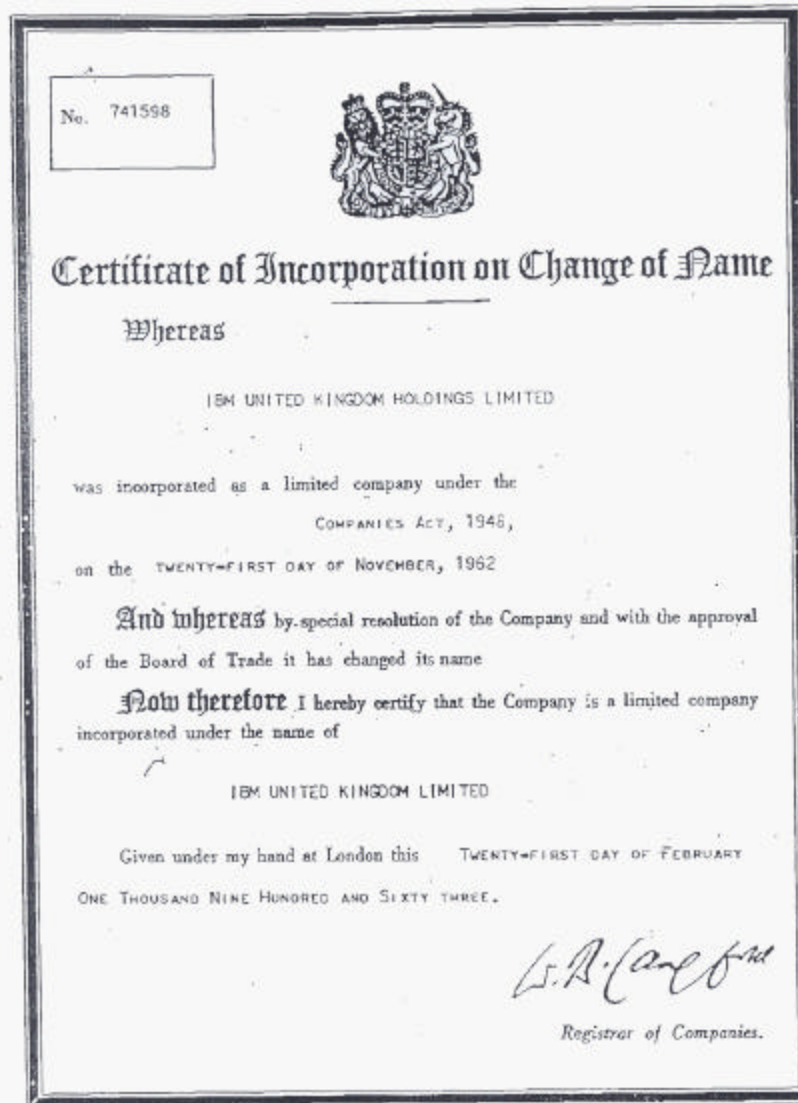 No. 741598
Certificate of Incorporation on Change of Name
Whereas
IBM UNITED KINGDOM HOLDINGS LIMITED
was incorporated as a limited company under the
COMPANIES ACT, 1948,
on the TWENTY-FIRST DAY OF NOVEMBER, 1962
And whereas by special resolution of the Company and with the approval
of the Board of Trade it has changed its name
Now therefore I hereby certify that the Company is a limited company
incorporated under the name of
IBM UNITED KINGDOM LIMITED
Given under my hand at London this TWENTY-FIRST DAY OF FEBRUARY
ONE THOUSAND NINE HUNDRED AND SIXTY THREE.
Registrar of Companies.